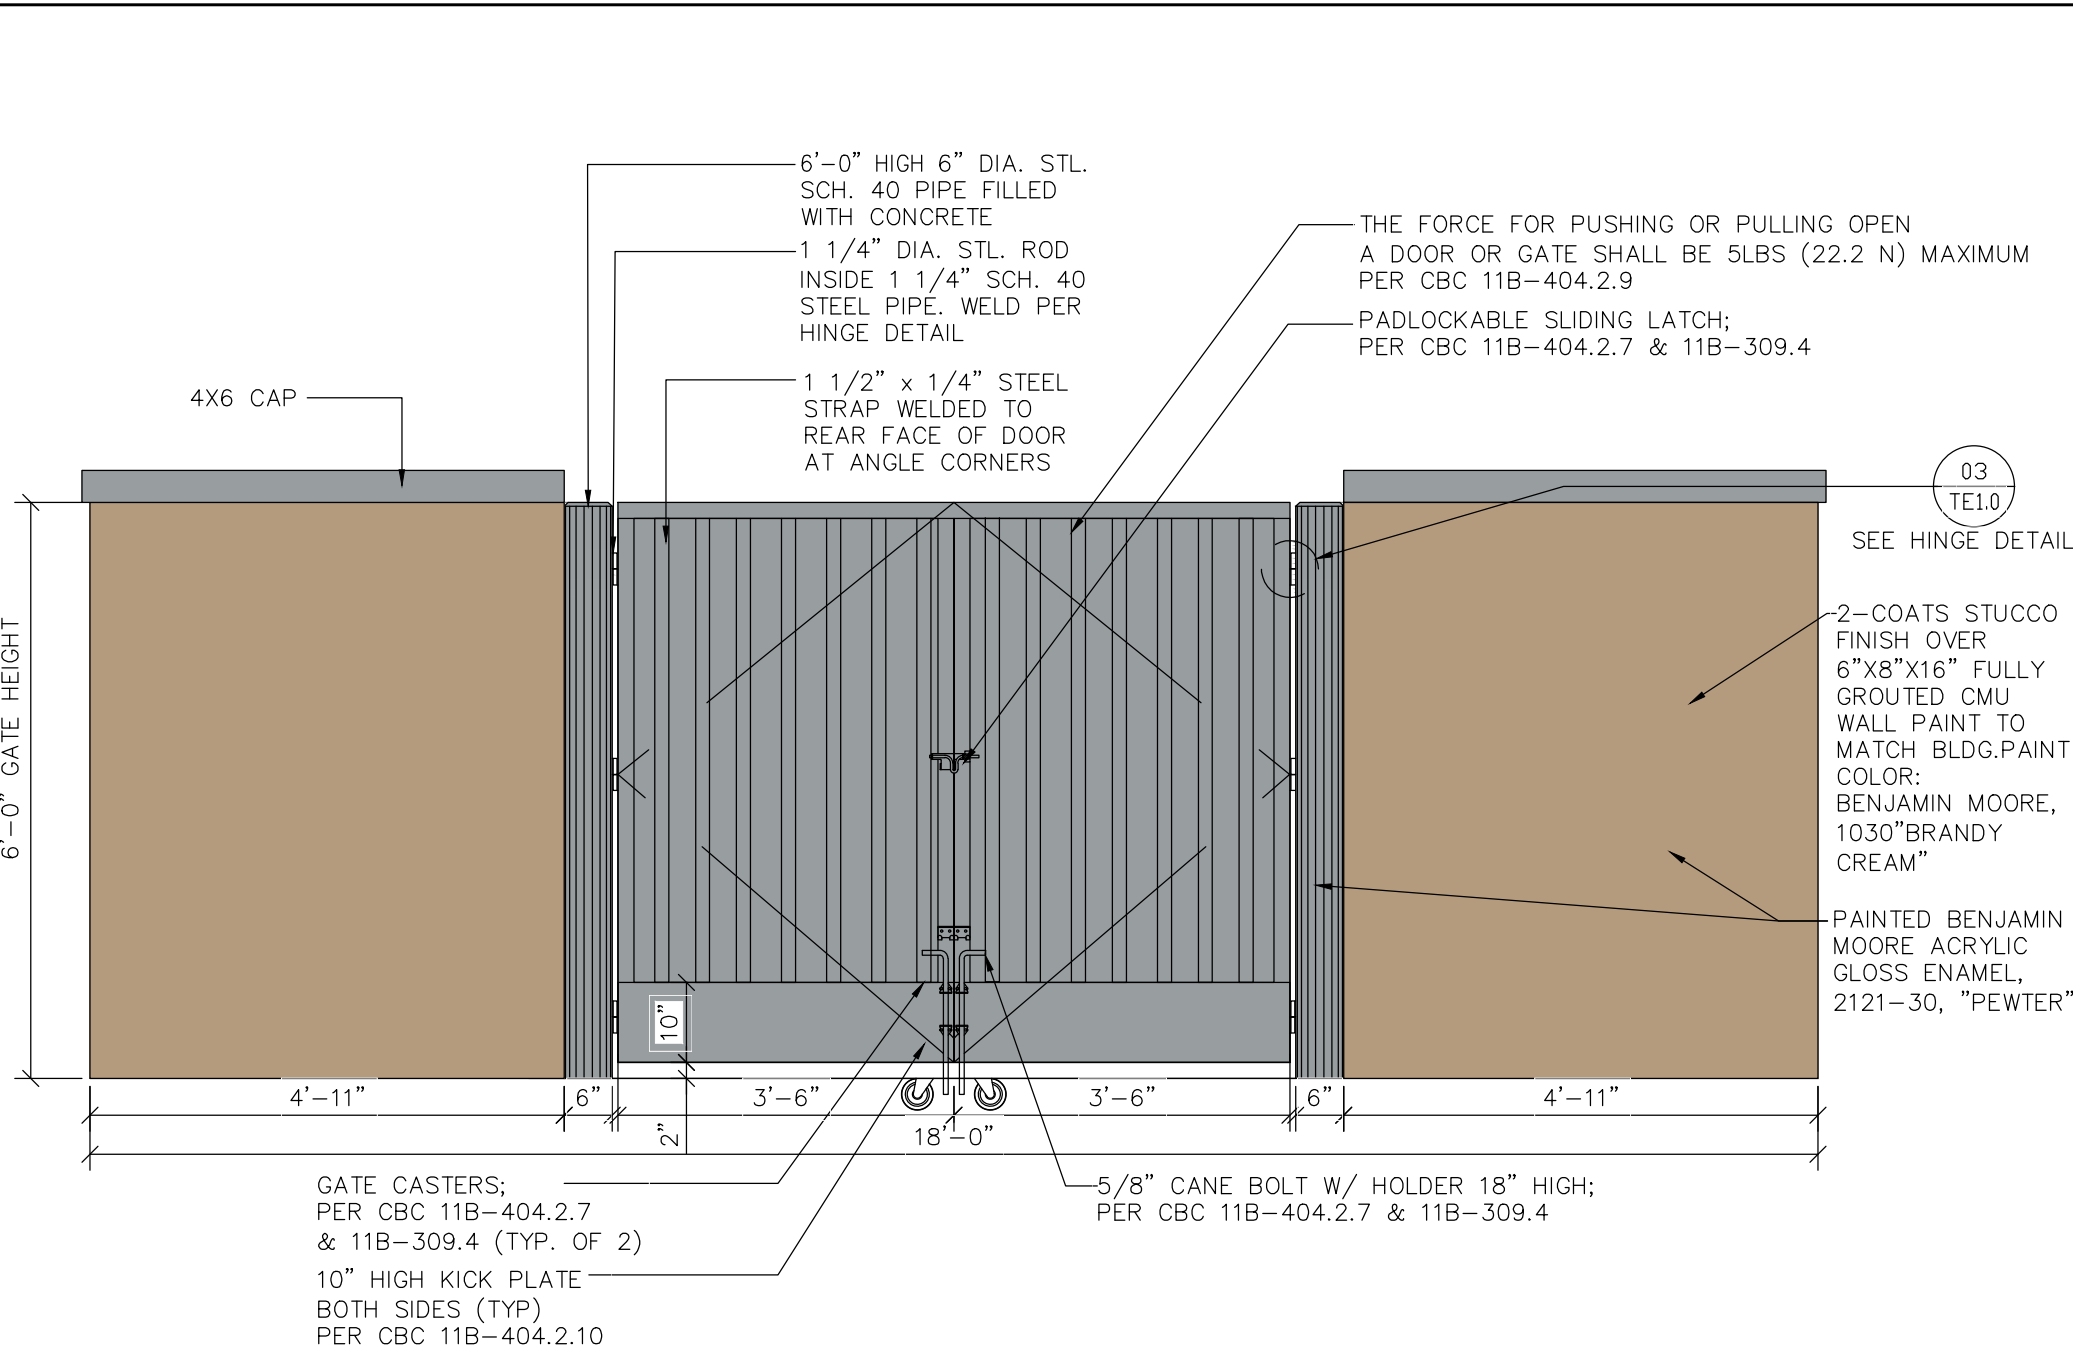 6'-0" HIGH 6" DIA. STL.
SCH. 40 PIPE FILLED
WITH CONCRETE
1 1/4" DIA. STL. ROD
INSIDE 1 1/4" SCH. 40
STEEL PIPE. WELD PER
HINGE DETAIL
1 1/2" x 1/4" STEEL
STRAP WELDED TO
REAR FACE OF DOOR
AT ANGLE CORNERS
THE FORCE FOR PUSHING OR PULLING OPEN
A DOOR OR GATE SHALL BE 5LBS (22.2 N) MAXIMUM
PER CBC 11B-404.2.9
PADLOCKABLE SLIDING LATCH;
PER CBC 11B-404.2.7 & 11B-309.4
4X6 CAP
03
TE1.0
SEE HINGE DETAIL
2-COATS STUCCO
FINISH OVER
6"X8"X16" FULLY
GROUTED CMU
WALL PAINT TO
MATCH BLDG.PAINT
COLOR:
BENJAMIN MOORE,
1030"BRANDY
CREAM"
PAINTED BENJAMIN
MOORE ACRYLIC
GLOSS ENAMEL,
2121-30, "PEWTER"
6'-0" GATE HEIGHT
10"
4'-11"
6"
3'-6"
3'-6"
6"
4'-11"
2"
18'-0"
GATE CASTERS;
PER CBC 11B-404.2.7
& 11B-309.4 (TYP. OF 2)
10" HIGH KICK PLATE
BOTH SIDES (TYP)
PER CBC 11B-404.2.10
5/8" CANE BOLT W/ HOLDER 18" HIGH;
PER CBC 11B-404.2.7 & 11B-309.4